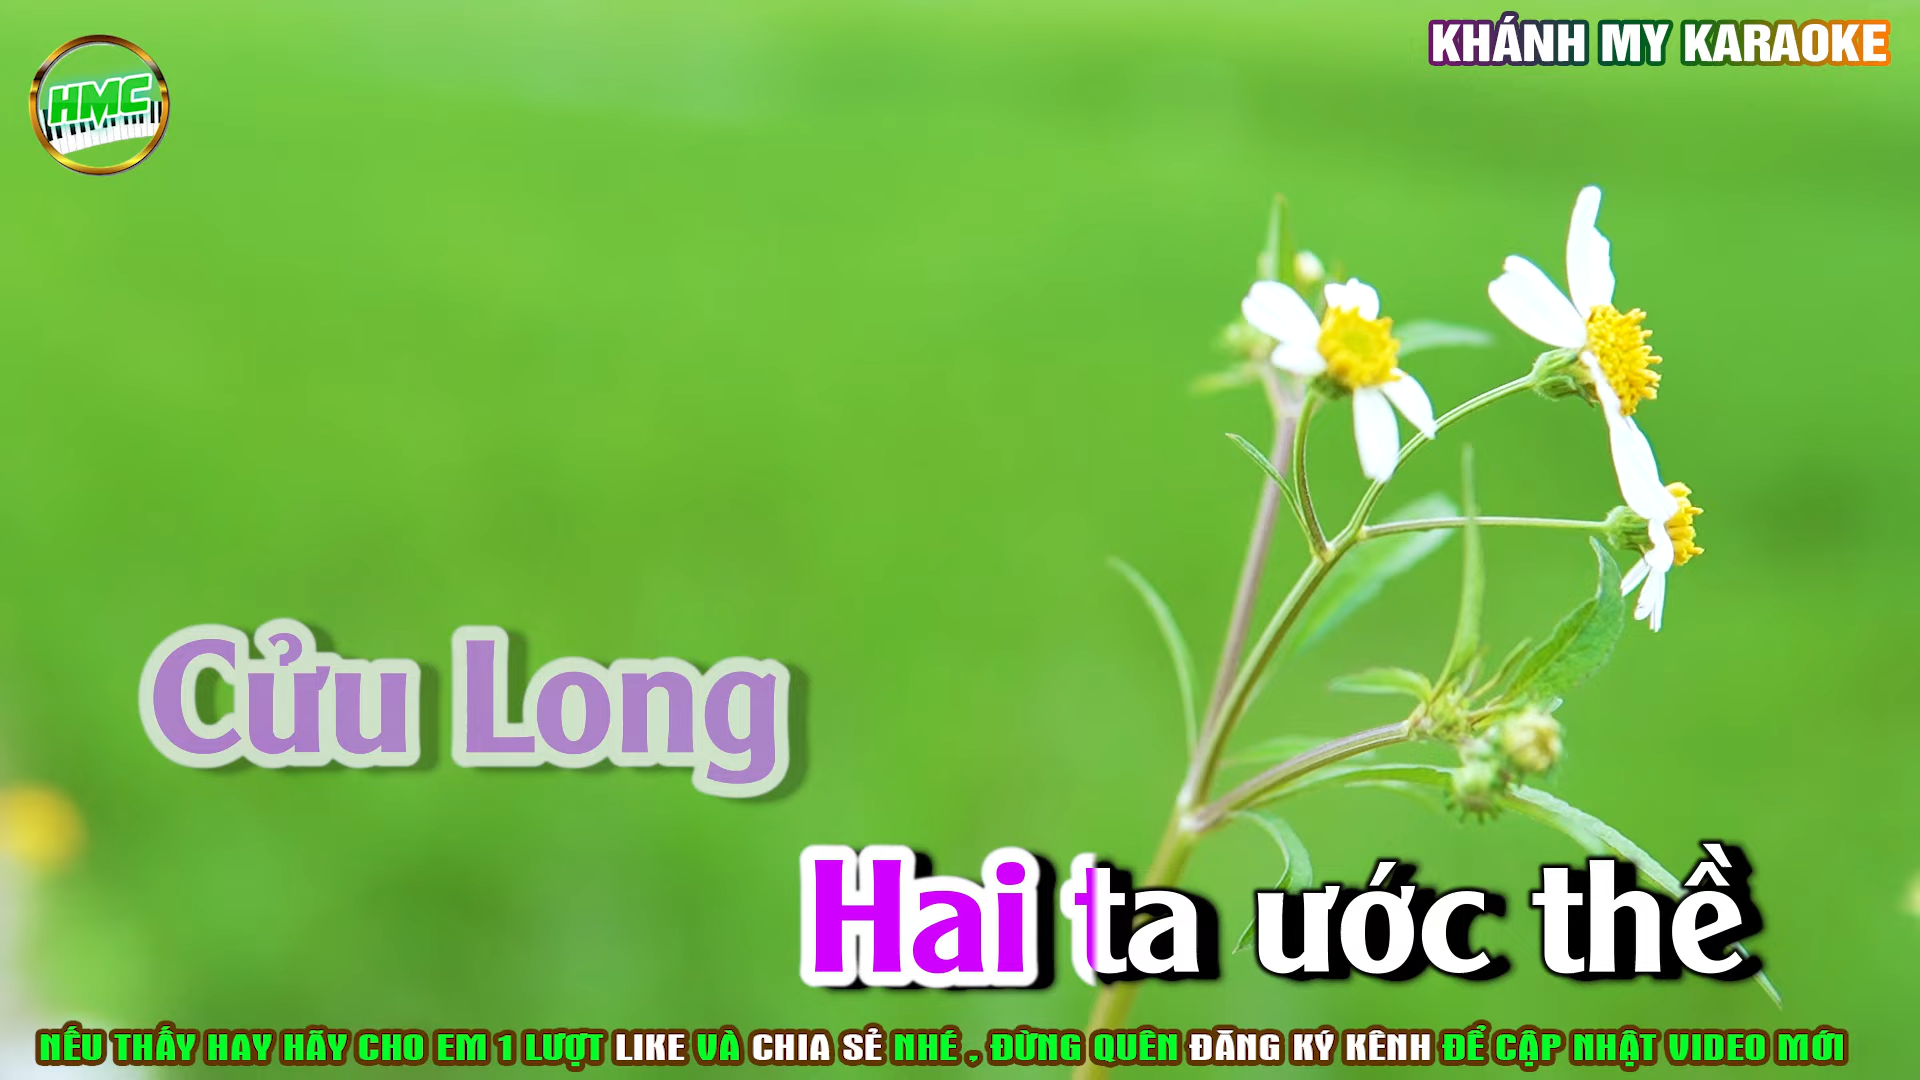 KHÁNH MY KARAOKE
HMC
Cửu Long
Hai ta ước thề
NẾU THẤY HAY HÃY CHO EM 1 LƯỢT LIKE VÀ CHIA SẺ NHÉ , ĐỪNG QUÊN ĐĂNG KÝ KÊNH ĐỂ CẬP NHẬT VIDEO MỚI